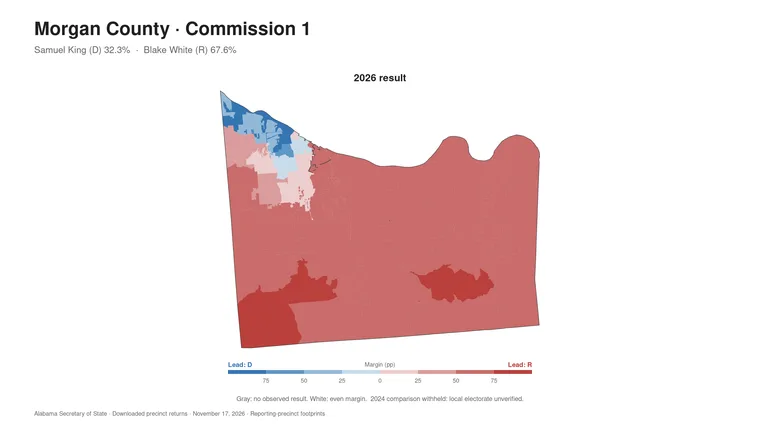 Morgan County · Commission 1
Samuel King (D) 32.3% · Blake White (R) 67.6%
2026 result
Lead: D Margin (pp) Lead: R
75 50 25 0 25 50 75
Gray: no observed result. White: even margin. 2024 comparison withheld: local electorate unverified.
Alabama Secretary of State · Downloaded precinct returns · November 17, 2026 · Reporting-precinct footprints